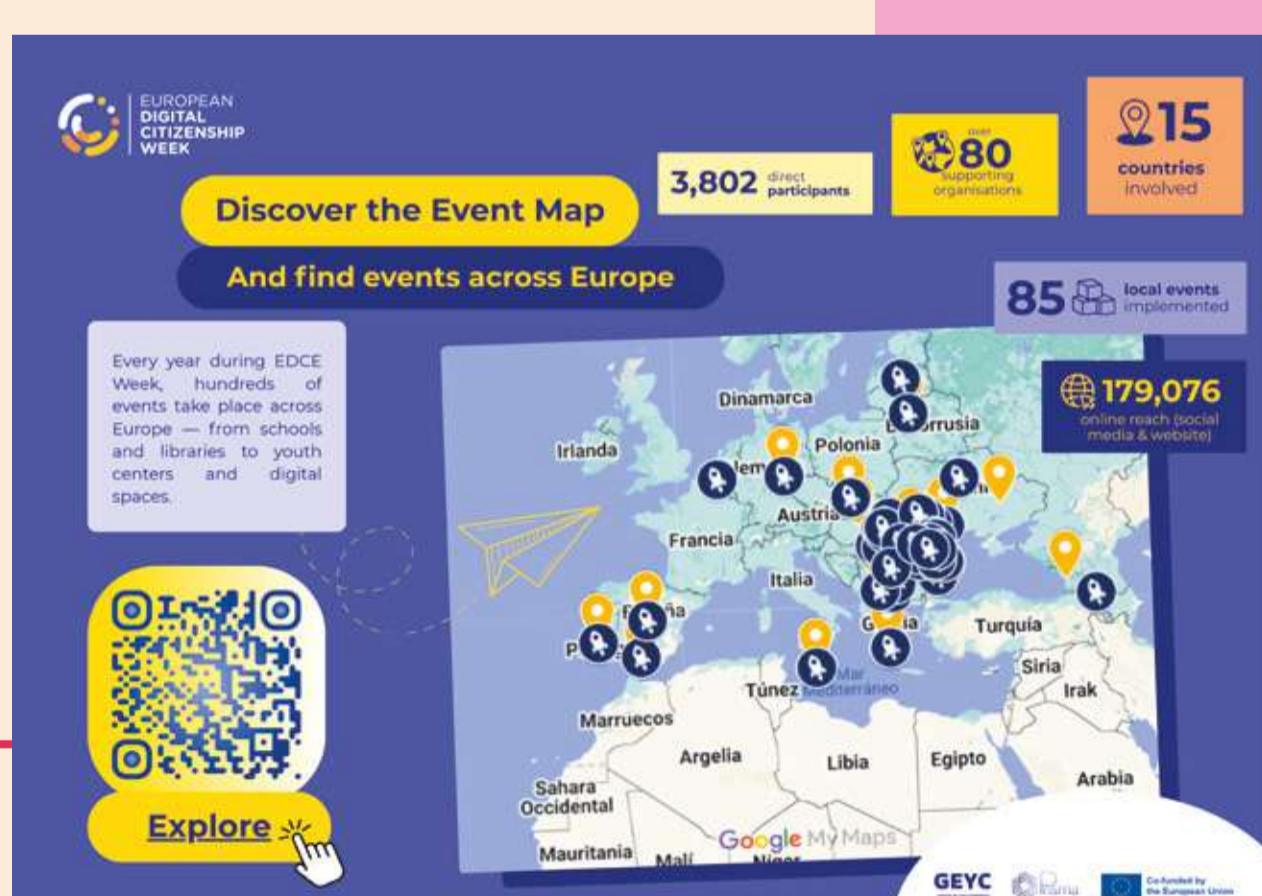 EUROPEAN
DIGITAL
CITIZENSHIP
WEEK
Discover the Event Map
And find events across Europe
3,802 direct
participants
over
80
supporting
organisations
15
countries
involved
85 local events
implemented
179,076
online reach (social
media & website)
Every year during EDCE
Week, hundreds of
events take place across
Europe — from schools
and libraries to youth
centers and digital
spaces.
Explore
Dinamarca
Irlanda
Polonia
Austria
Francia
Italia
Turquía
Siria
Túnez
Mar
Mediterráneo
Irak
Marruecos
Argelia
Libia
Egipto
Arabia
Sahara
Occidental
Mauritania
Malí
Níger
Google My Maps
GEYC
Co-funded by
the European Union